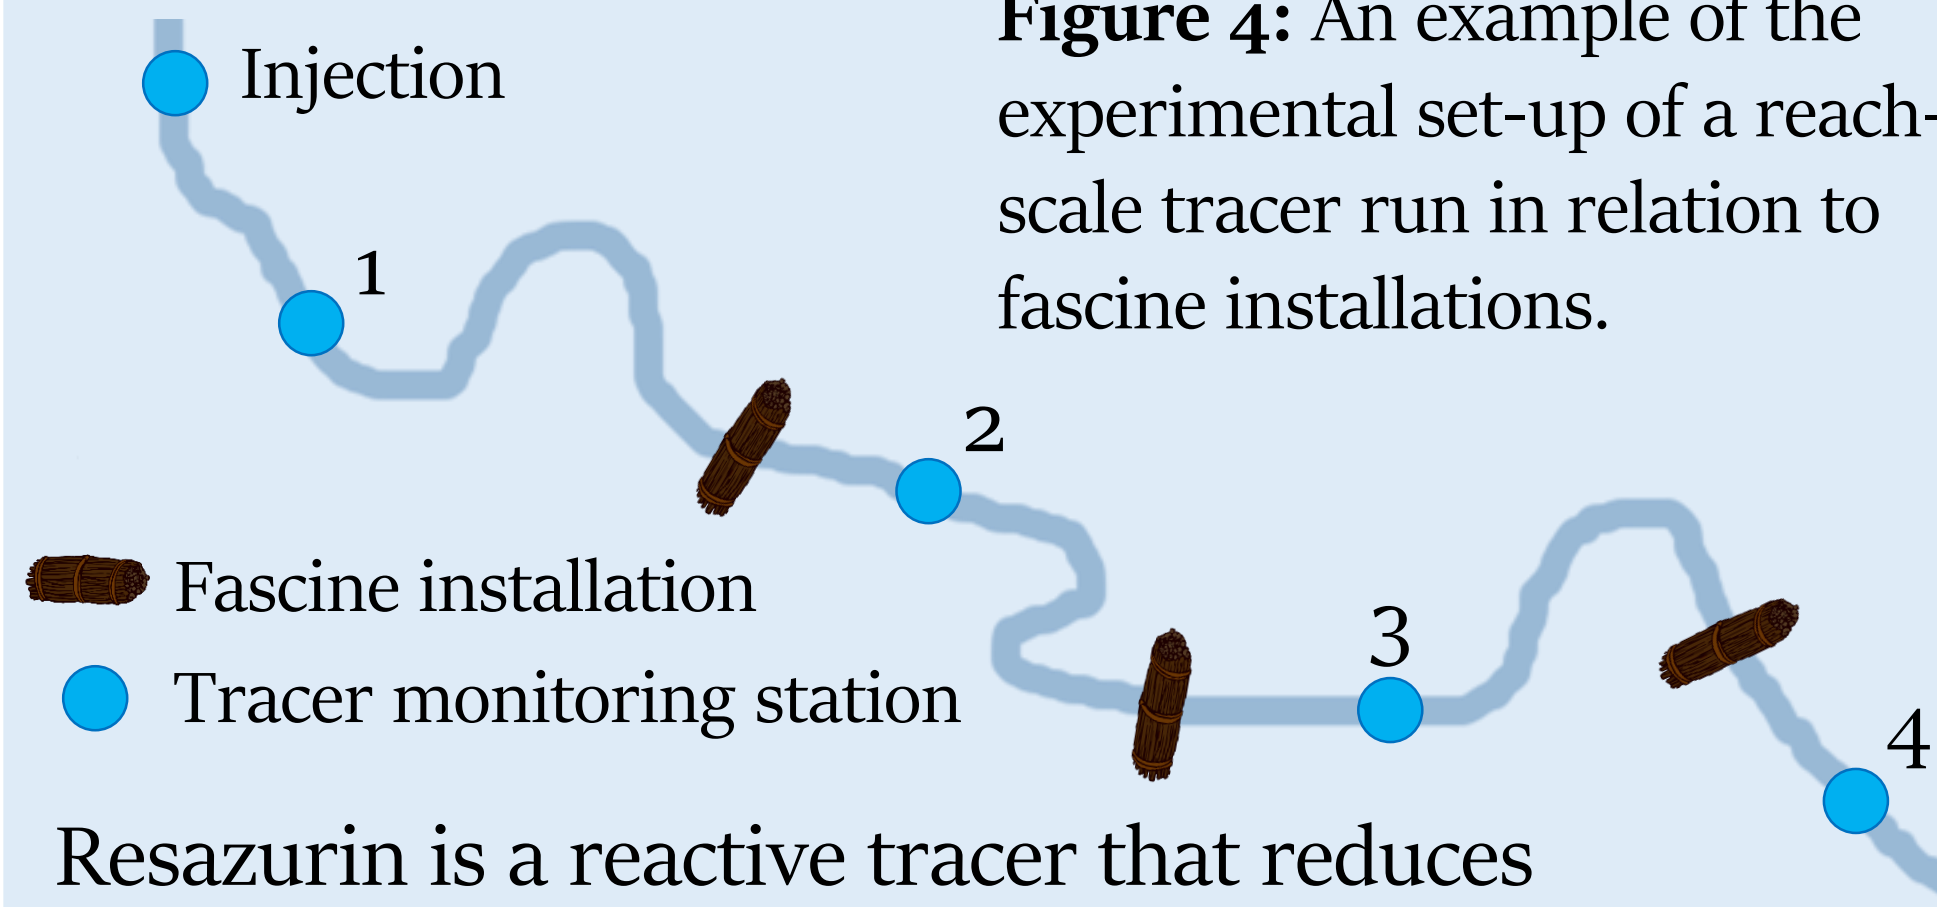 Figure 4: An example of the
experimental set-up of a reach-
scale tracer run in relation to
fascine installations.
Injection
1
2
3
4
Fascine installation
Tracer monitoring station
Resazurin is a reactive tracer that reduces